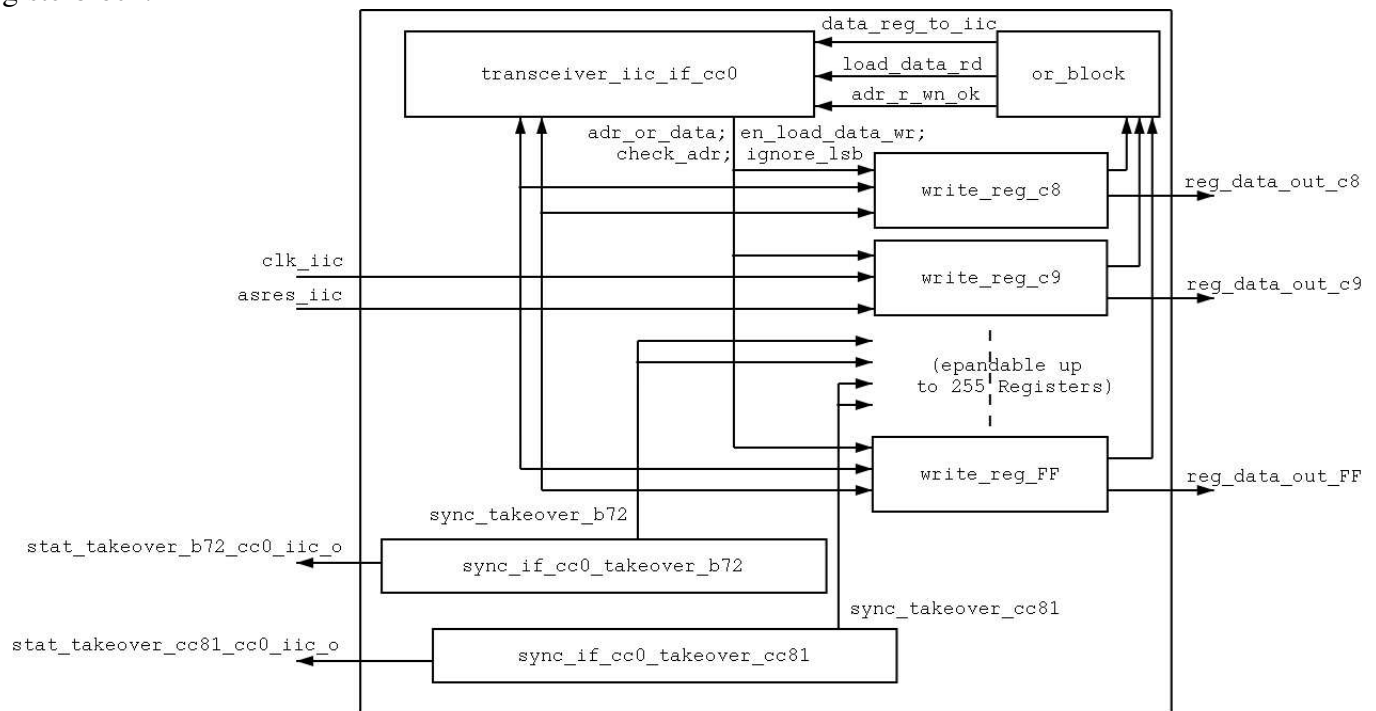 data_reg_to_iic
transceiver_iic_if_cc0
load_data_rd
or_block
adr_r_wn_ok
adr_or_data; en_load_data_wr;
check_adr; ignore_lsb
write_reg_c8
reg_data_out_c8
clk_iic
write_reg_c9
reg_data_out_c9
asres_iic
(epandable up
to 255 Registers)
write_reg_FF
reg_data_out_FF
sync_takeover_b72
stat_takeover_b72_cc0_iic_o
sync_if_cc0_takeover_b72
sync_takeover_cc81
stat_takeover_cc81_cc0_iic_o
sync_if_cc0_takeover_cc81